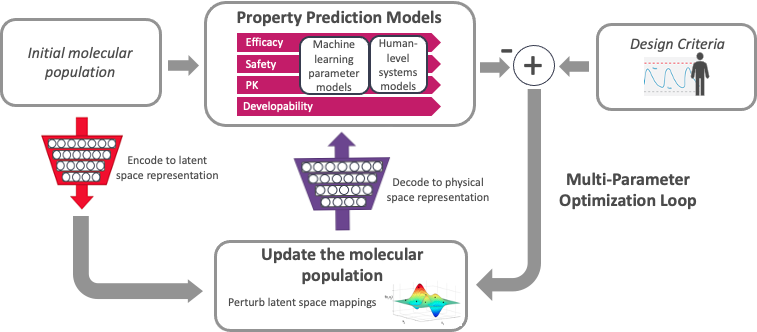 Property Prediction Models
Initial molecular
population
Efficacy
Safety
PK
Developability
Machine
learning
parameter
models
Human-
level
systems
models
-
+
Design Criteria
Encode to latent
space representation
Decode to physical
space representation
Multi-Parameter
Optimization Loop
Update the molecular
population
Perturb latent space mappings